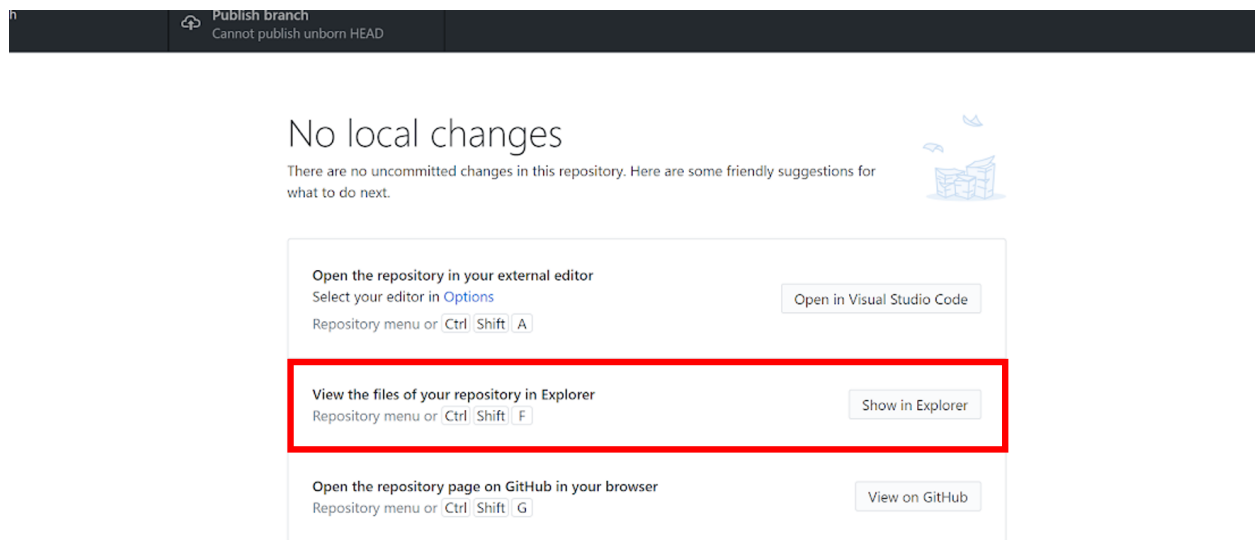 Publish branch
Cannot publish unborn HEAD
No local changes
There are no uncommitted changes in this repository. Here are some friendly suggestions for
what to do next.
Open the repository in your external editor
Select your editor in Options
Open in Visual Studio Code
Repository menu or Ctrl Shift A
View the files of your repository in Explorer
Repository menu or Ctrl Shift F
Show in Explorer
Open the repository page on GitHub in your browser
Repository menu or Ctrl Shift G
View on GitHub